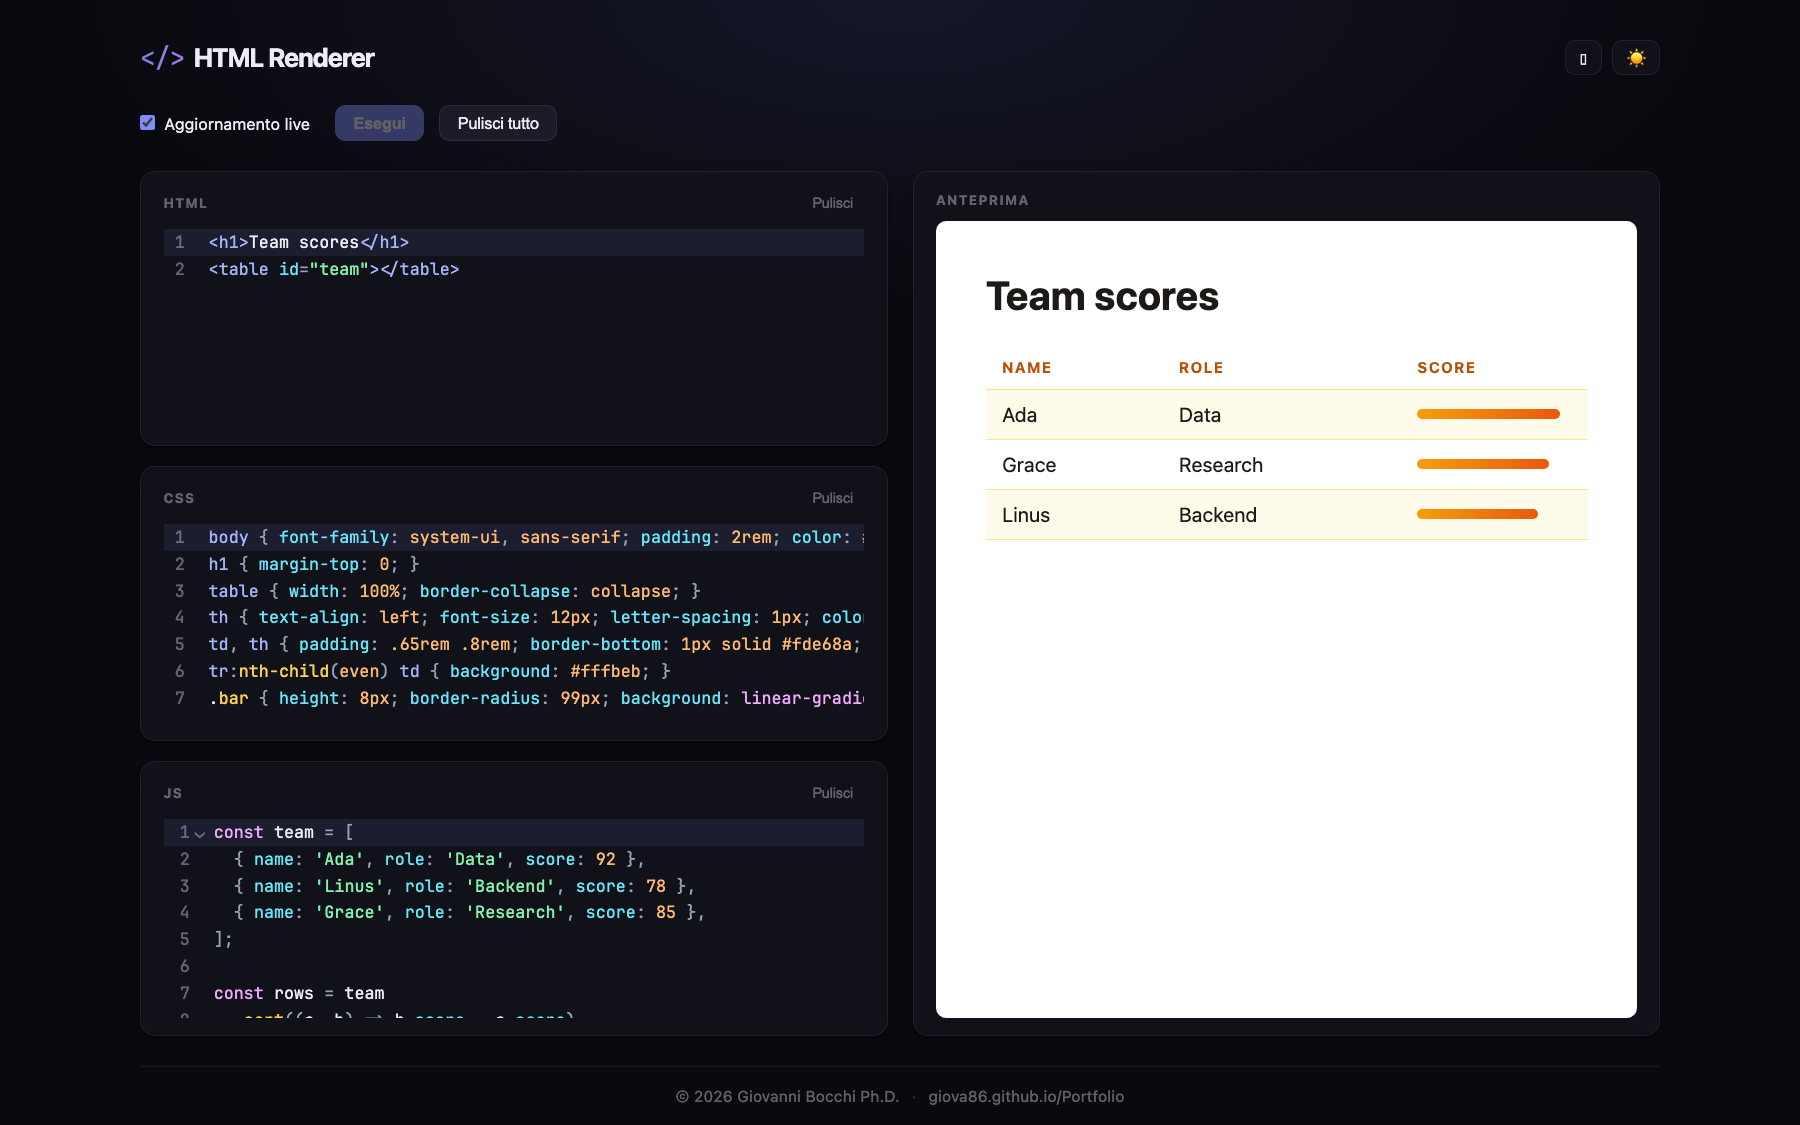 </> HTML Renderer
Aggiornamento live
Esegui
Pulisci tutto
HTML
Pulisci
1 <h1>Team scores</h1>
2 <table id="team"></table>
CSS
Pulisci
1 body { font-family: system-ui, sans-serif; padding: 2rem; color:
2 h1 { margin-top: 0; }
3 table { width: 100%; border-collapse: collapse; }
4 th { text-align: left; font-size: 12px; letter-spacing: 1px;
5 td, th { padding: .65rem .8rem; border-bottom: 1px solid #fde68a;
6 tr:nth-child(even) td { background: #fffbeb; }
7 .bar { height: 8px; border-radius: 99px; background:
JS
Pulisci
1 const team = [
2 { name: 'Ada', role: 'Data', score: 92 },
3 { name: 'Linus', role: 'Backend', score: 78 },
4 { name: 'Grace', role: 'Research', score: 85 },
5 ];
6
7 const rows = team
ANTEPRIMA
Team scores
NAME ROLE SCORE
Ada Data
Grace Research
Linus Backend
© 2026 Giovanni Bocchi Ph.D. · giova86.github.io/Portfolio